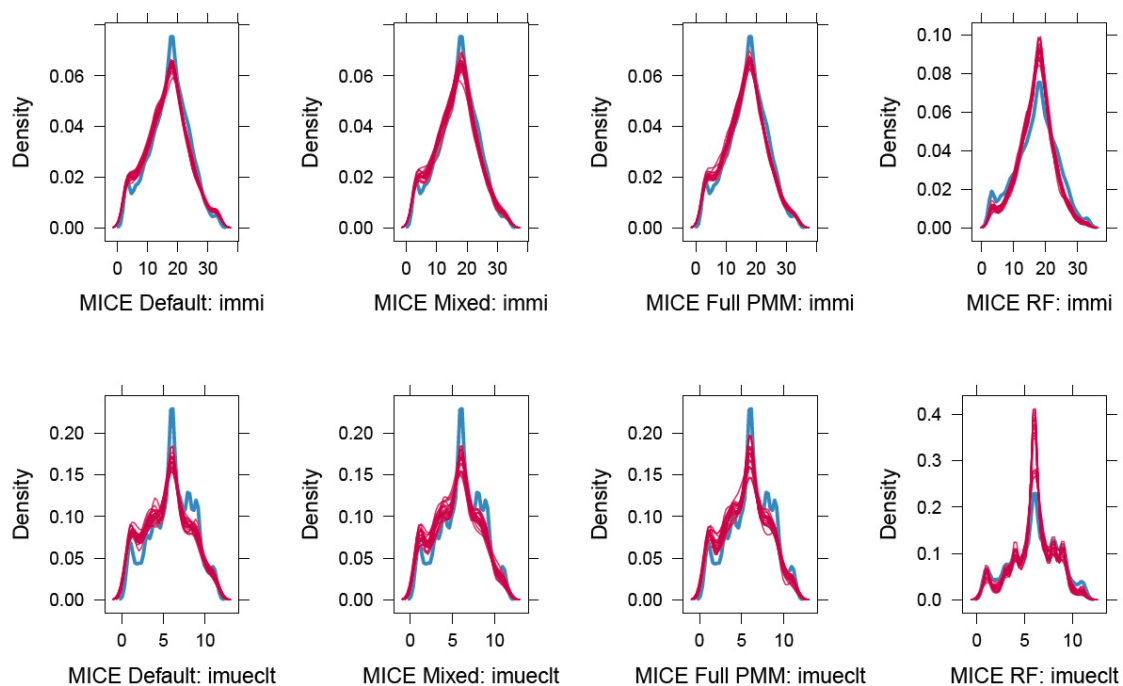 Density
0.00
0.02
0.04
0.06
0 10 20 30
MICE Default: immi
Density
0.00
0.02
0.04
0.06
0 10 20 30
MICE Mixed: immi
Density
0.00
0.02
0.04
0.06
0 10 20 30
MICE Full PMM: immi
Density
0.00
0.02
0.04
0.06
0.08
0.10
0 10 20 30
MICE RF: immi
Density
0.00
0.05
0.10
0.15
0.20
0 5 10
MICE Default: imueclt
Density
0.00
0.05
0.10
0.15
0.20
0 5 10
MICE Mixed: imueclt
Density
0.00
0.05
0.10
0.15
0.20
0 5 10
MICE Full PMM: imueclt
Density
0.0
0.1
0.2
0.3
0.4
0 5 10
MICE RF: imueclt